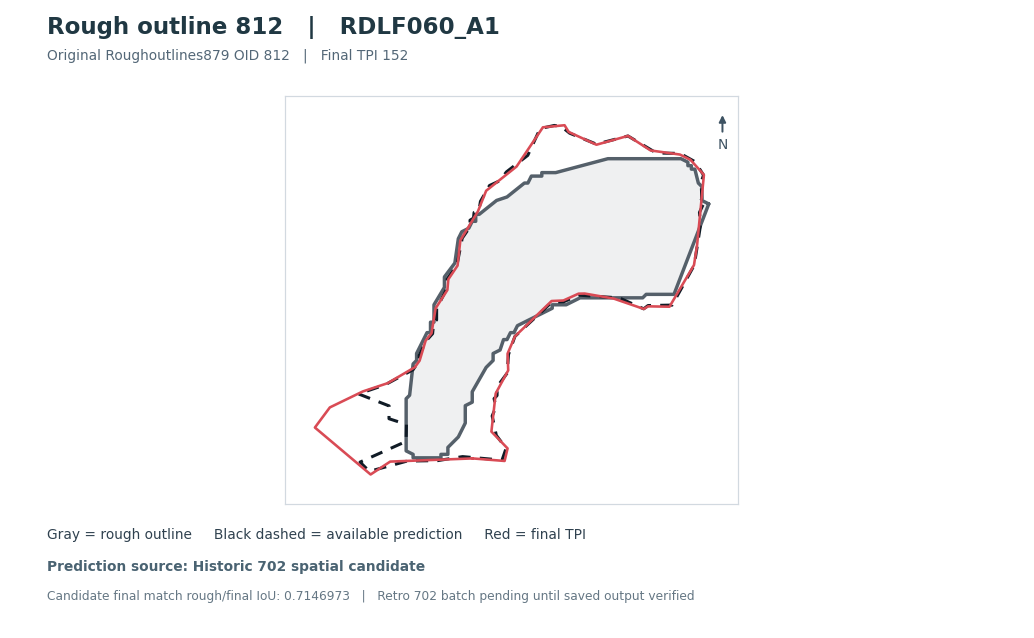 Rough outline 812 | RDLF060_A1
Original Roughoutlines879 OID 812 | Final TPI 152
N
Gray = rough outline Black dashed = available prediction Red = final TPI
Prediction source: Historic 702 spatial candidate
Candidate final match rough/final IoU: 0.7146973 | Retro 702 batch pending until saved output verified